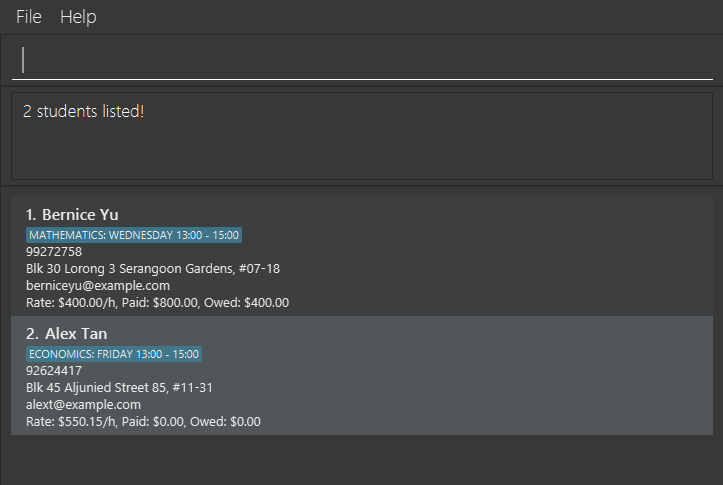 File Help
2 students listed!
1. Bernice Yu
MATHEMATICS: WEDNESDAY 13:00 - 15:00
99272758
Blk 30 Lorong 3 Serangoon Gardens, #07-18
berniceyu@example.com
Rate: $400.00/h, Paid: $800.00, Owed: $400.00
2. Alex Tan
ECONOMICS: FRIDAY 13:00 - 15:00
92624417
Blk 45 Aljunied Street 85, #11-31
alext@example.com
Rate: $550.15/h, Paid: $0.00, Owed: $0.00